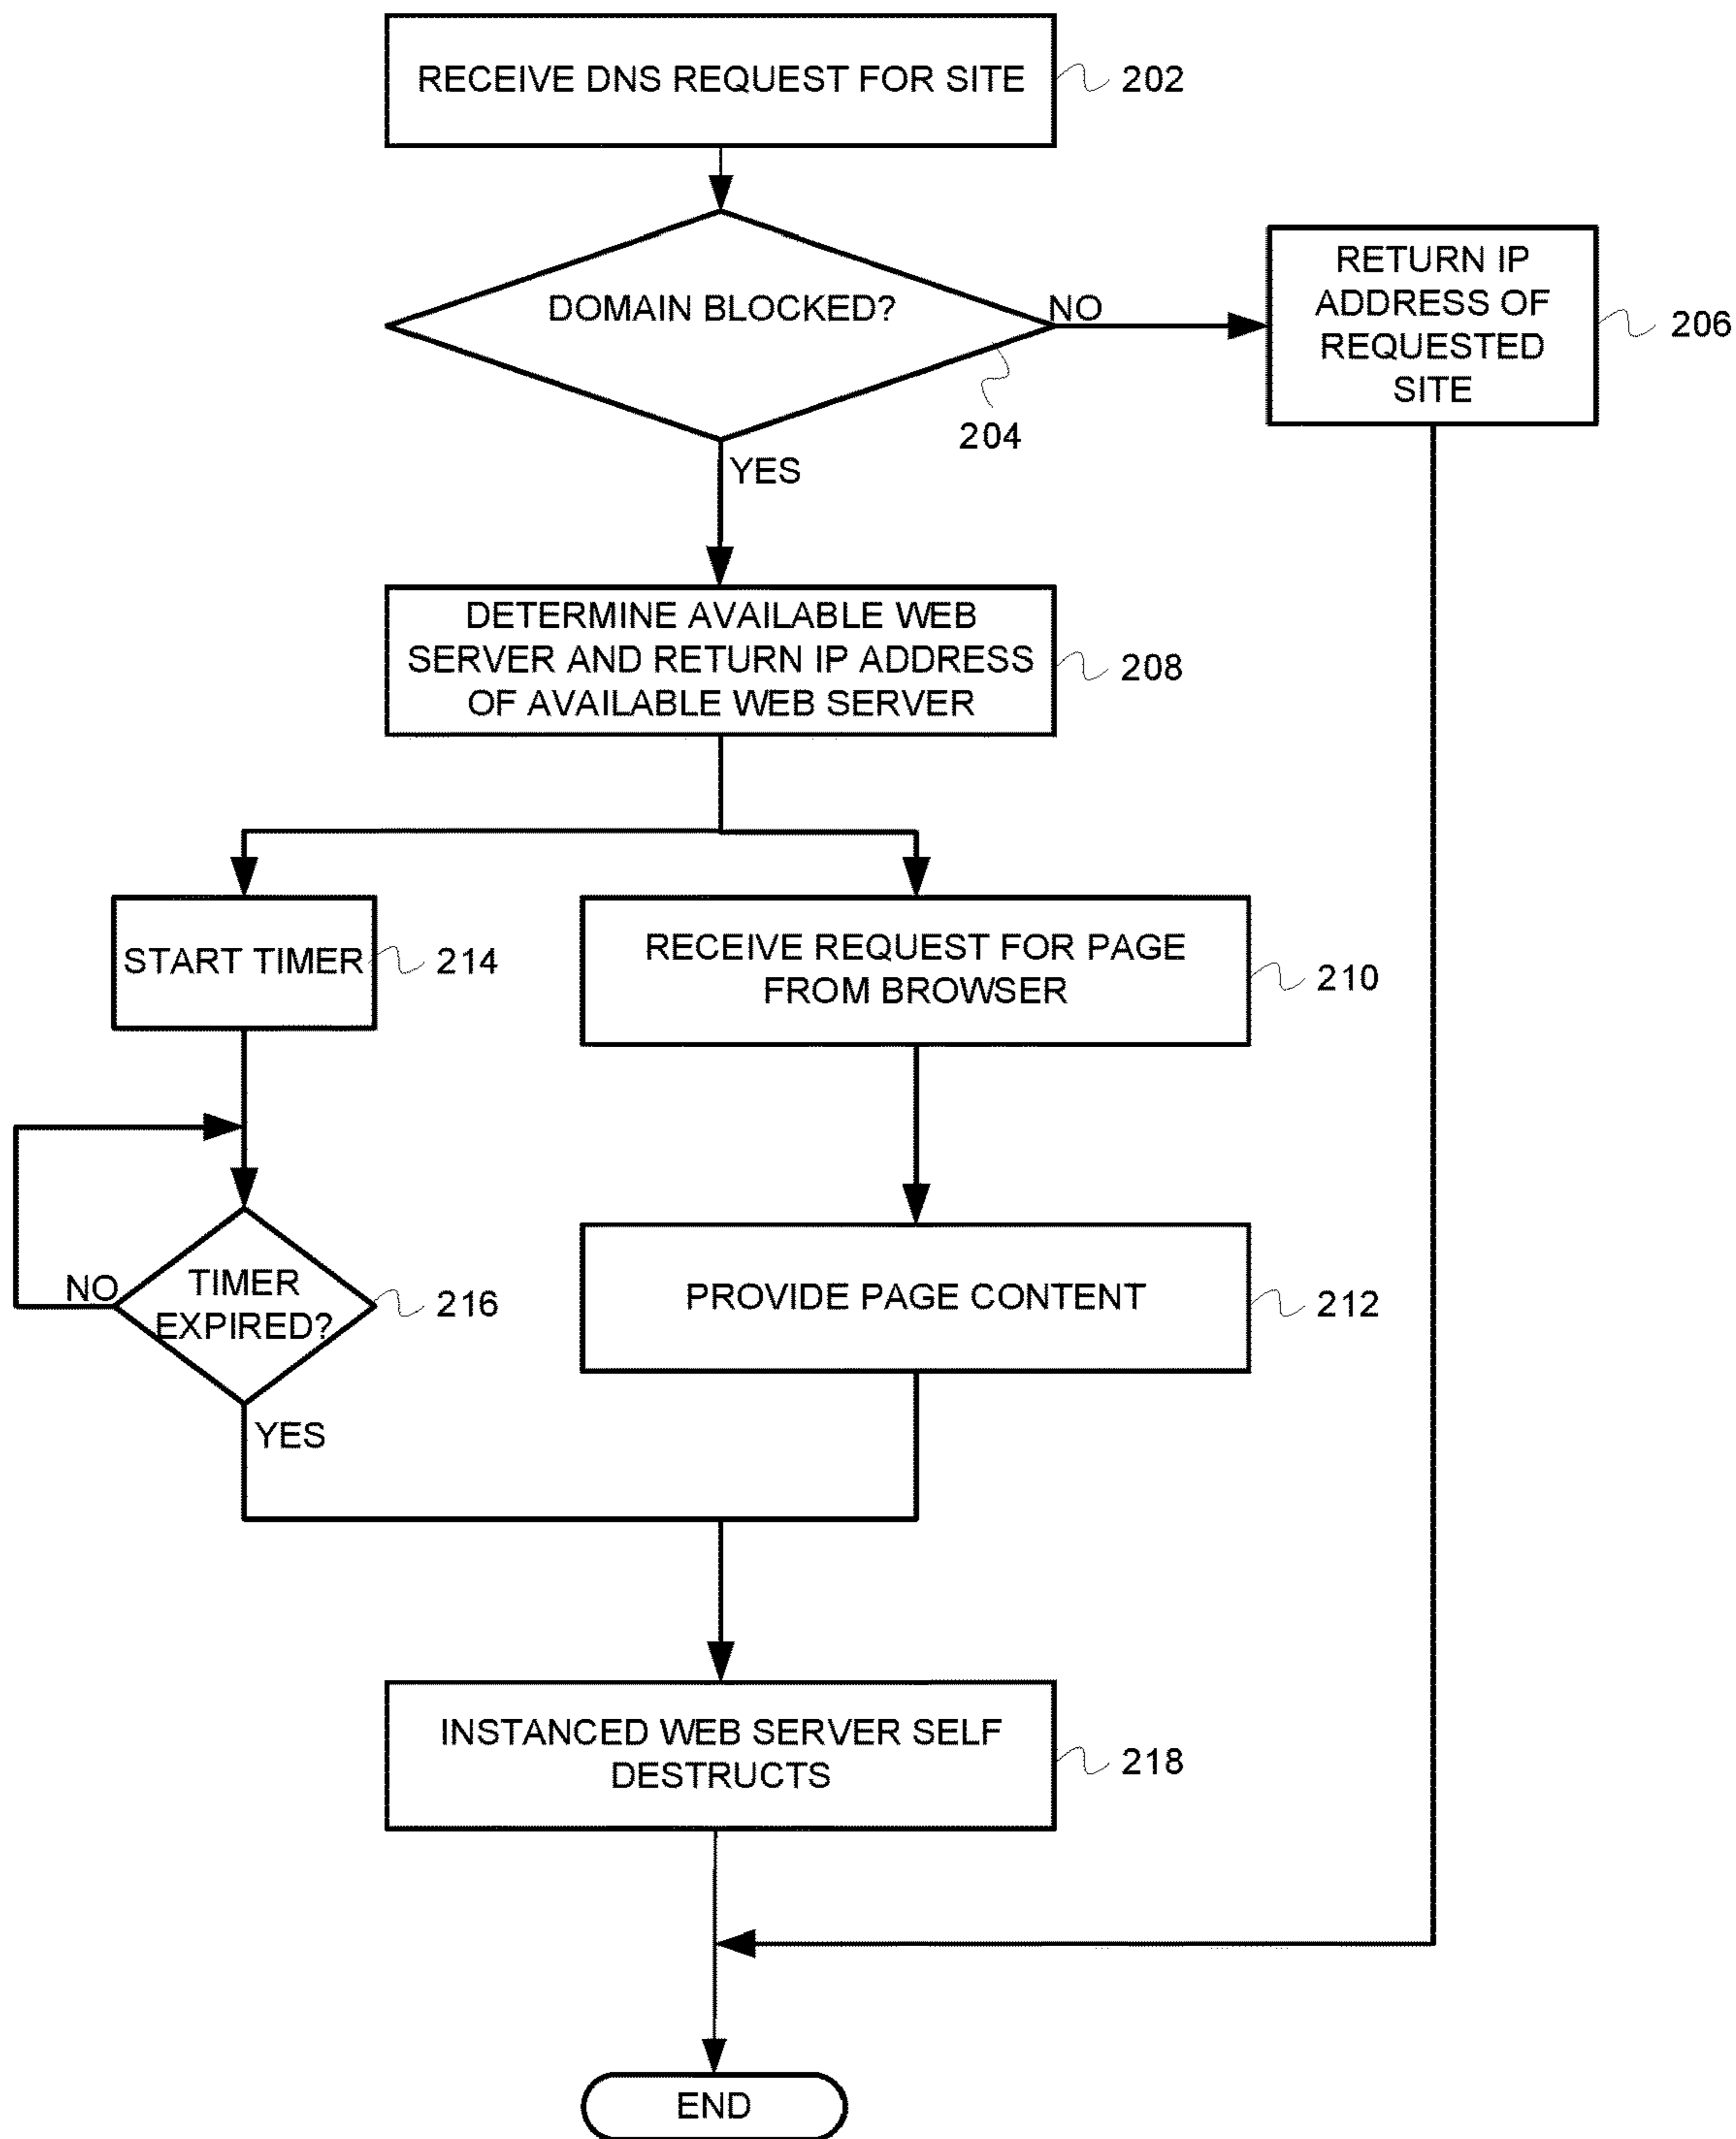 RECEIVE DNS REQUEST FOR SITE
202
DOMAIN BLOCKED?
NO
204
YES
RETURN IP
ADDRESS OF
REQUESTED
SITE
206
DETERMINE AVAILABLE WEB
SERVER AND RETURN IP ADDRESS
OF AVAILABLE WEB SERVER
208
START TIMER
214
RECEIVE REQUEST FOR PAGE
FROM BROWSER
210
NO
TIMER
EXPIRED?
216
YES
PROVIDE PAGE CONTENT
212
INSTANCED WEB SERVER SELF
DESTRUCTS
218
END